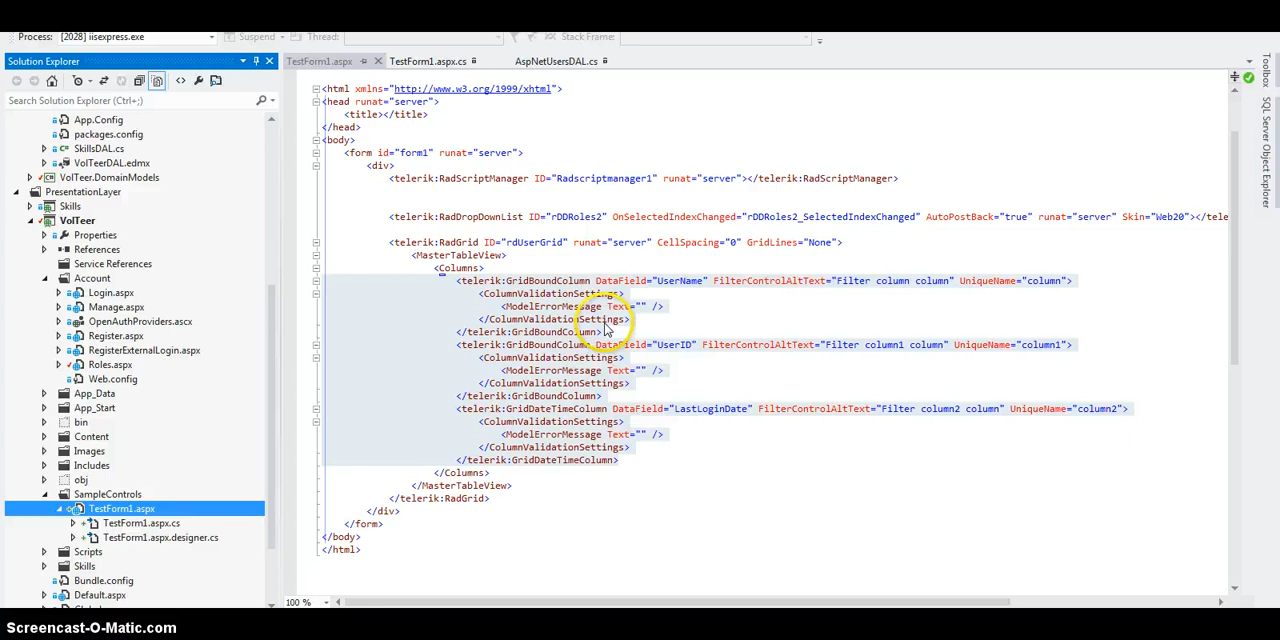 Process: [2028] iisexpress.exe Suspend Thread: Stack Frame:
Solution Explorer
Search Solution Explorer (Ctrl+;)
App.Config
packages.config
SkillsDAL.cs
VolTeerDAL.edmx
VolTeer.DomainModels
PresentationLayer
Skills
VolTeer
Properties
References
Service References
Account
Login.aspx
Manage.aspx
OpenAuthProviders.ascx
Register.aspx
RegisterExternalLogin.aspx
Roles.aspx
Web.config
App_Data
App_Start
bin
Content
Images
Includes
obj
SampleControls
TestForm1.aspx
TestForm1.aspx.cs
TestForm1.aspx.designer.cs
Scripts
Skills
Bundle.config
Default.aspx
TestForm1.aspx TestForm1.aspx.cs AspNetUsersDAL.cs
<html xmlns="http://www.w3.org/1999/xhtml">
<head runat="server">
<title></title>
</head>
<body>
<form id="form1" runat="server">
<div>
<telerik:RadScriptManager ID="Radscriptmanager1" runat="server"></telerik:RadScriptManager>
<telerik:RadDropDownList ID="rDDRoles2" OnSelectedIndexChanged="rDDRoles2_SelectedIndexChanged" AutoPostBack="true" runat="server" Skin="Web20"></tele
<telerik:RadGrid ID="rdUserGrid" runat="server" CellSpacing="0" GridLines="None">
<MasterTableView>
<Columns>
<telerik:GridBoundColumn DataField="UserName" FilterControlAltText="Filter column column" UniqueName="column">
<ColumnValidationSettings>
<ModelErrorMessage Text="" />
</ColumnValidationSettings>
</telerik:GridBoundColumn>
<telerik:GridBoundColumn DataField="UserID" FilterControlAltText="Filter column1 column" UniqueName="column1">
<ColumnValidationSettings>
<ModelErrorMessage Text="" />
</ColumnValidationSettings>
</telerik:GridBoundColumn>
<telerik:GridDateTimeColumn DataField="LastLoginDate" FilterControlAltText="Filter column2 column" UniqueName="column2">
<ColumnValidationSettings>
<ModelErrorMessage Text="" />
</ColumnValidationSettings>
</telerik:GridDateTimeColumn>
</Columns>
</MasterTableView>
</telerik:RadGrid>
</div>
</form>
</body>
</html>
100 %
Toolbox
SQL Server Object Explorer
Screencast-O-Matic.com